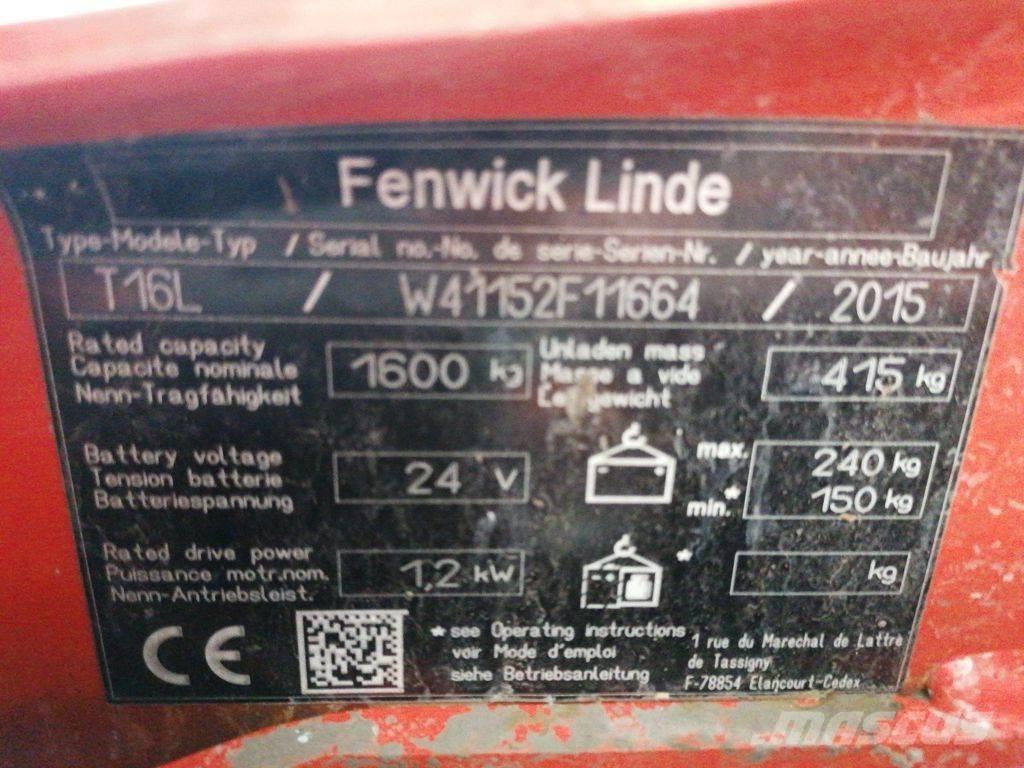 Fenwick Linde
Type-Modele-Typ / Serial no.-No. de serie-Serien-Nr. / year-annee-Baujahr
T16L / W41152F11664 / 2015
Rated capacity
Capacite nominale
Nenn-Tragfähigkeit
1600 kg
Unladen mass
Masse a vide
Leergewicht
415 kg
Battery voltage
Tension batterie
Batteriespannung
24 V
max. 240 kg
min.* 150 kg
Rated drive power
Puissance motr.nom.
Nenn-Antriebsleist.
1,2 kW
* kg
CE
* see Operating instructions
voir Mode d'emploi
siehe Betriebsanleitung
1 rue du Marechal de Lattre
de Tassigny
F-78854 Elancourt-Cedex
mascus